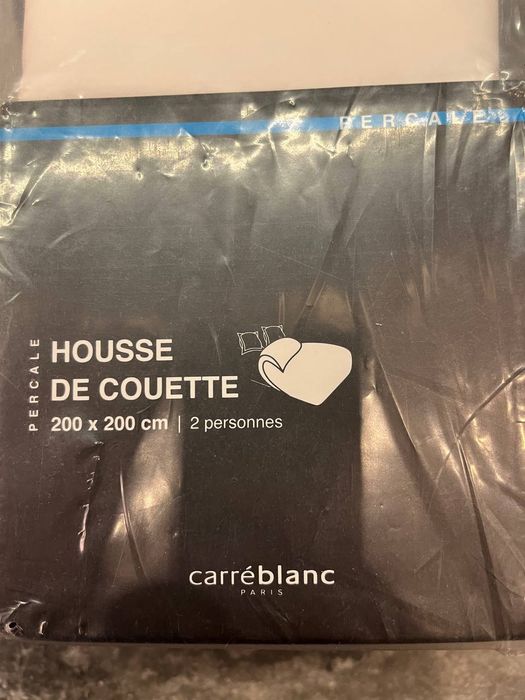 PERCALE
PERCALE
HOUSSE
DE COUETTE
200 x 200 cm | 2 personnes
carréblanc
PARIS